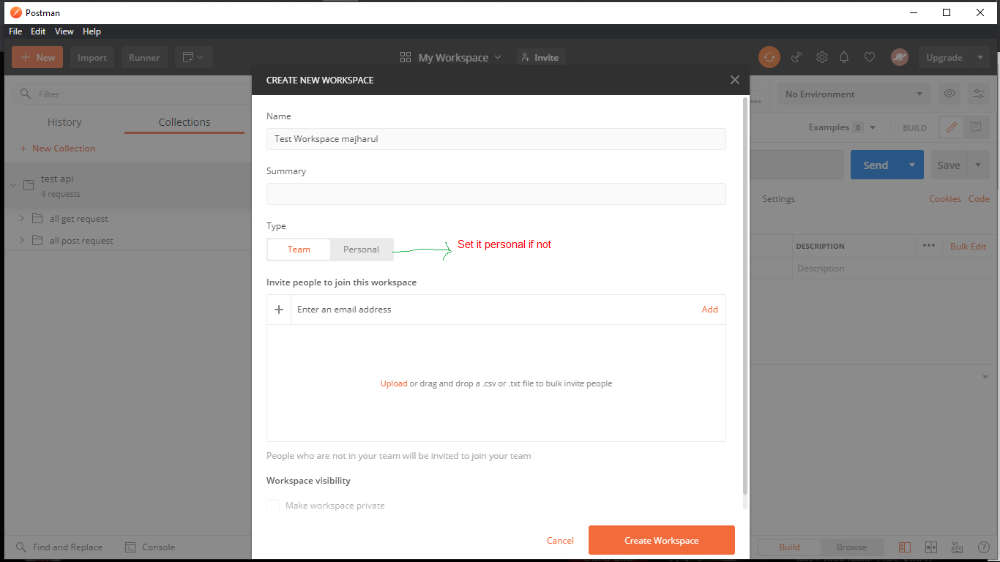 Postman
File Edit View Help
New Import Runner My Workspace Invite Upgrade
CREATE NEW WORKSPACE
Filter
No Environment
History Collections
Name
Examples 0 BUILD
Test Workspace majharul
+ New Collection
Send Save
Summary
test api
4 requests
Settings Cookies Code
all get request
Type
all post request
Team Personal
Set it personal if not
DESCRIPTION ••• Bulk Edit
Description
Invite people to join this workspace
+ Enter an email address Add
Upload or drag and drop a .csv or .txt file to bulk invite people
People who are not in your team will be invited to join your team
Workspace visibility
Make workspace private
Cancel Create Workspace
Find and Replace Console Build Browse